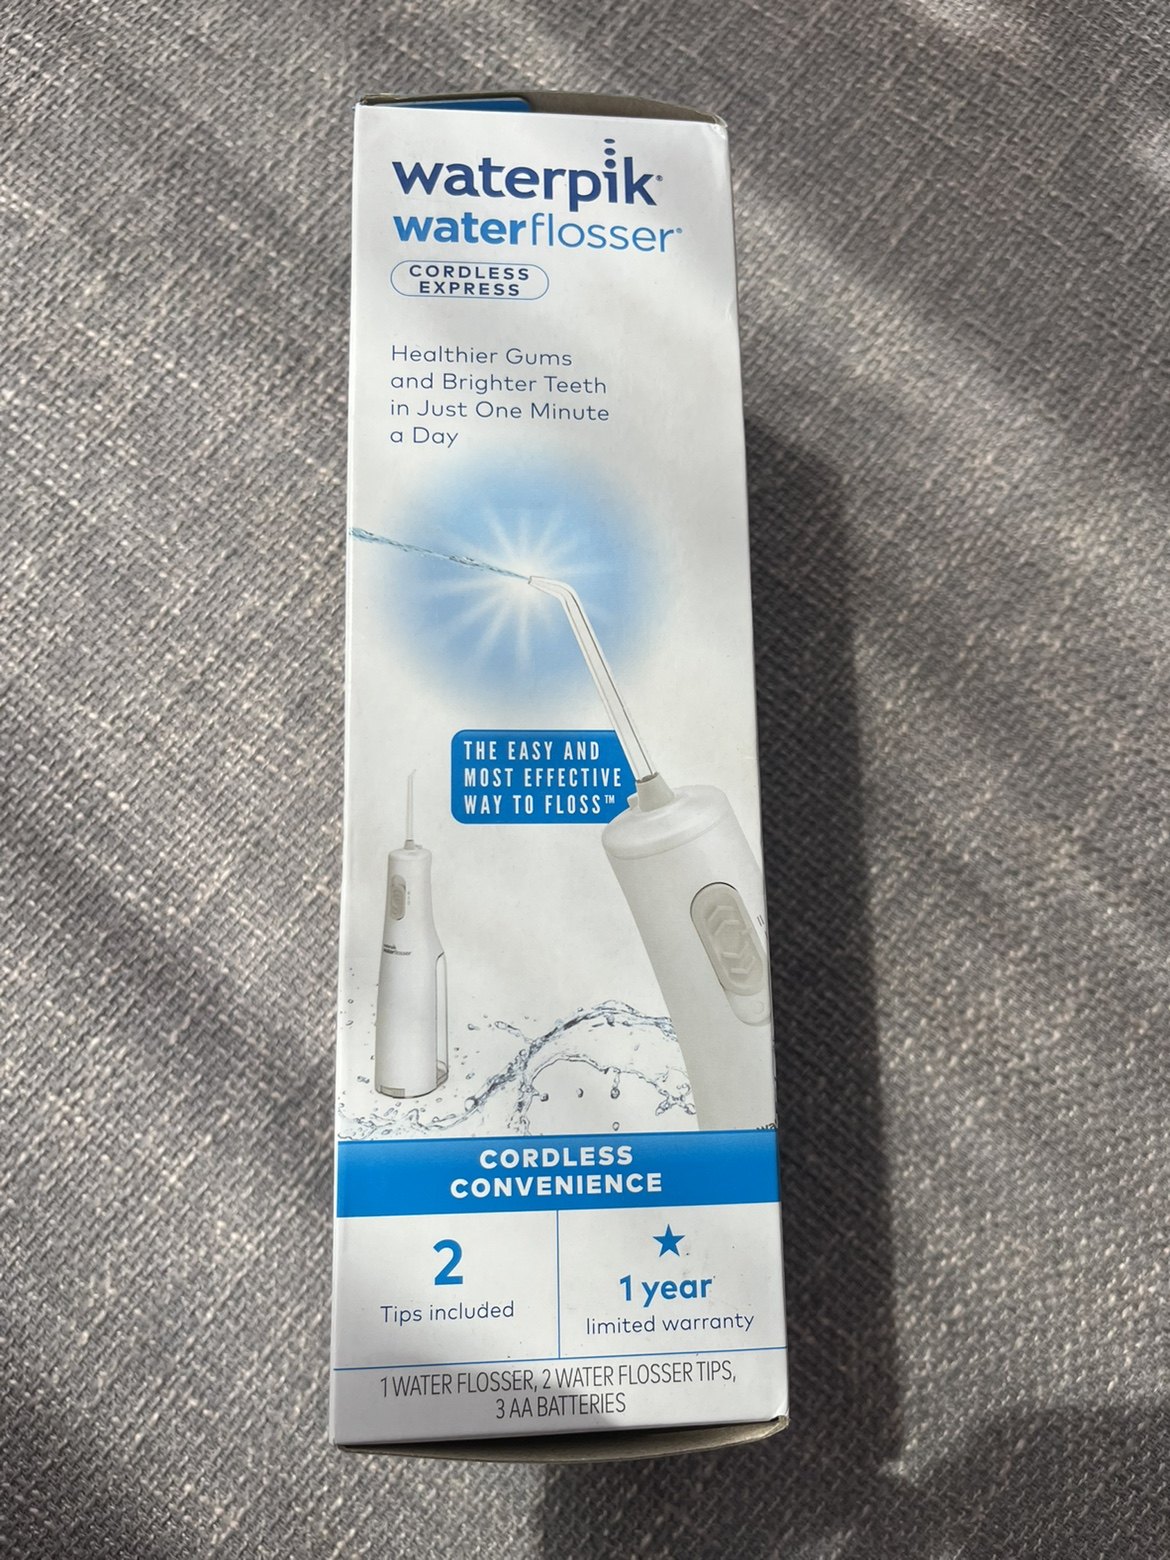 waterpik®
waterflosser®
CORDLESS
EXPRESS
Healthier Gums
and Brighter Teeth
in Just One Minute
a Day
THE EASY AND
MOST EFFECTIVE
WAY TO FLOSS™
waterflosser
CORDLESS
CONVENIENCE
2
Tips included
1 year
limited warranty
1 WATER FLOSSER, 2 WATER FLOSSER TIPS,
3 AA BATTERIES